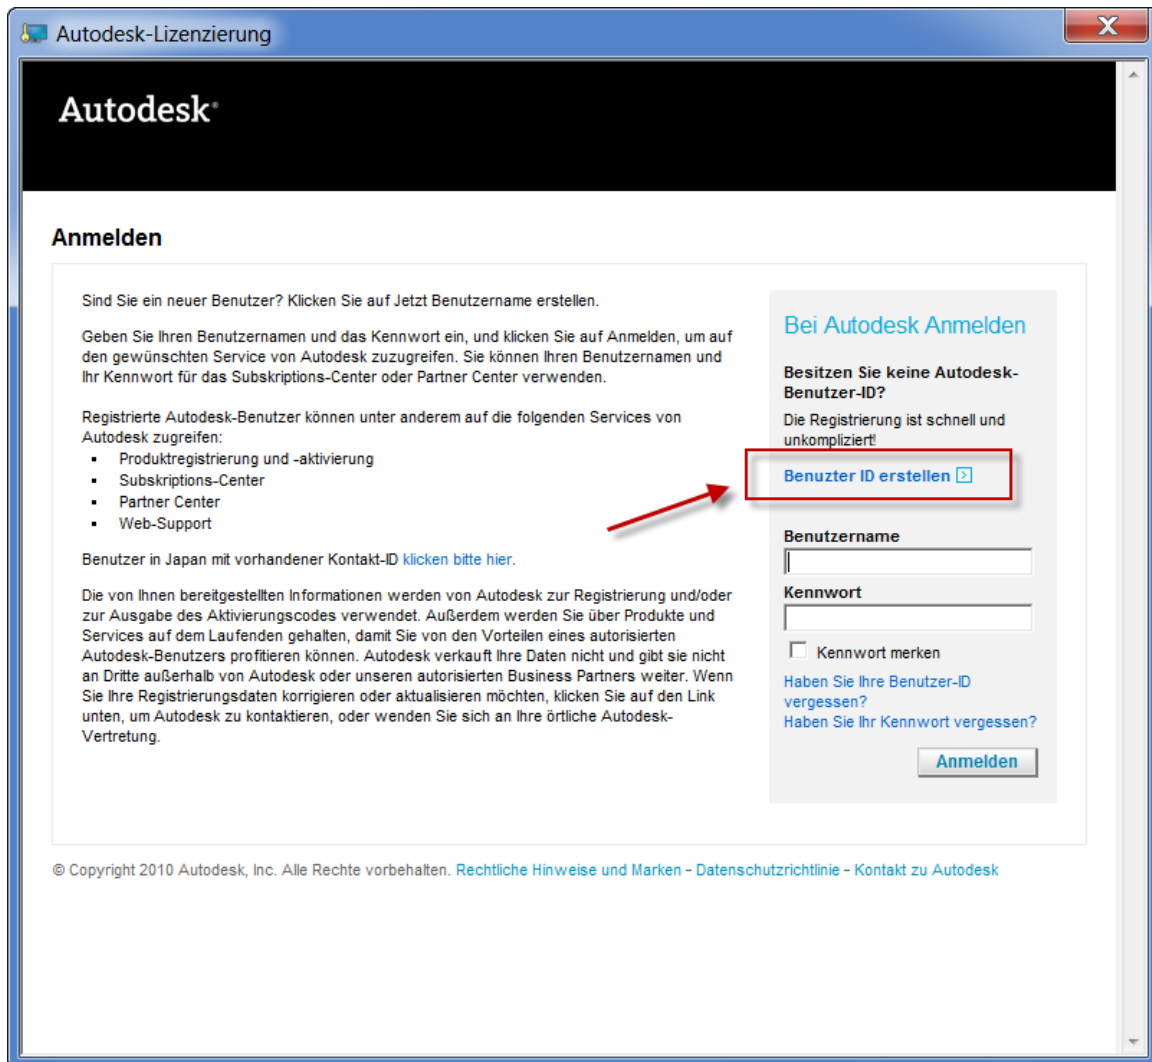 Autodesk-Lizenzierung
Autodesk®
Anmelden
Sind Sie ein neuer Benutzer? Klicken Sie auf Jetzt Benutzername erstellen.
Geben Sie Ihren Benutzernamen und das Kennwort ein, und klicken Sie auf Anmelden, um auf
den gewünschten Service von Autodesk zuzugreifen. Sie können Ihren Benutzernamen und
Ihr Kennwort für das Subskriptions-Center oder Partner Center verwenden.
Registrierte Autodesk-Benutzer können unter anderem auf die folgenden Services von
Autodesk zugreifen:
▪ Produktregistrierung und -aktivierung
▪ Subskriptions-Center
▪ Partner Center
▪ Web-Support
Benutzer in Japan mit vorhandener Kontakt-ID klicken bitte hier.
Die von Ihnen bereitgestellten Informationen werden von Autodesk zur Registrierung und/oder
zur Ausgabe des Aktivierungscodes verwendet. Außerdem werden Sie über Produkte und
Services auf dem Laufenden gehalten, damit Sie von den Vorteilen eines autorisierten
Autodesk-Benutzers profitieren können. Autodesk verkauft Ihre Daten nicht und gibt sie nicht
an Dritte außerhalb von Autodesk oder unseren autorisierten Business Partners weiter. Wenn
Sie Ihre Registrierungsdaten korrigieren oder aktualisieren möchten, klicken Sie auf den Link
unten, um Autodesk zu kontaktieren, oder wenden Sie sich an Ihre örtliche Autodesk-
Vertretung.
Bei Autodesk Anmelden
Besitzen Sie keine Autodesk-
Benutzer-ID?
Die Registrierung ist schnell und
unkompliziert!
Benuzter ID erstellen
Benutzername
Kennwort
Kennwort merken
Haben Sie Ihre Benutzer-ID
vergessen?
Haben Sie Ihr Kennwort vergessen?
Anmelden
© Copyright 2010 Autodesk, Inc. Alle Rechte vorbehalten. Rechtliche Hinweise und Marken - Datenschutzrichtlinie - Kontakt zu Autodesk